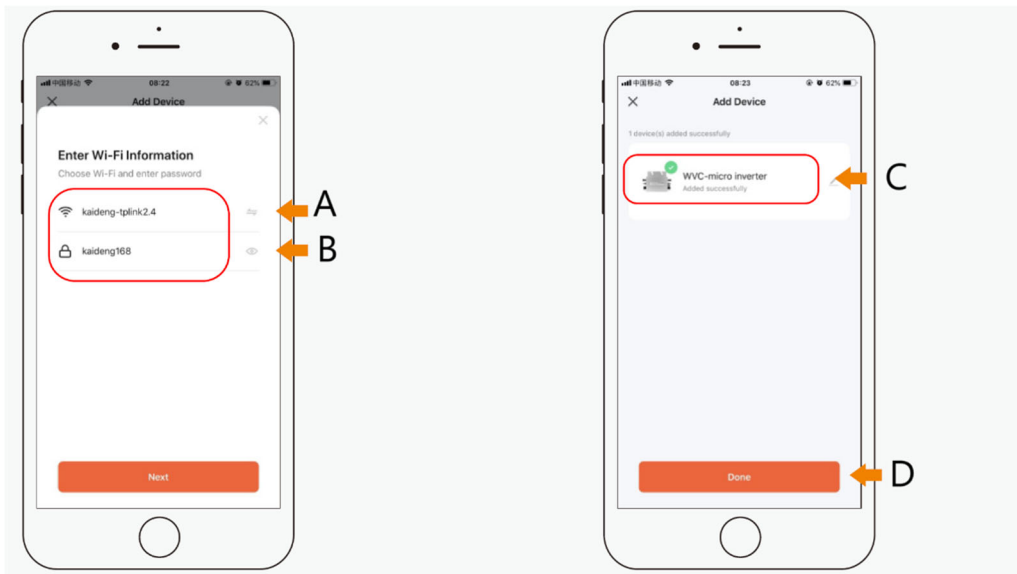 中国移动 08:22 62%
Add Device
Enter Wi-Fi Information
Choose Wi-Fi and enter password
kaideng-tplink2.4
A
kaideng168
B
Next
中国移动 08:23 62%
Add Device
1 device(s) added successfully
WVC-micro inverter
Added successfully
C
Done
D